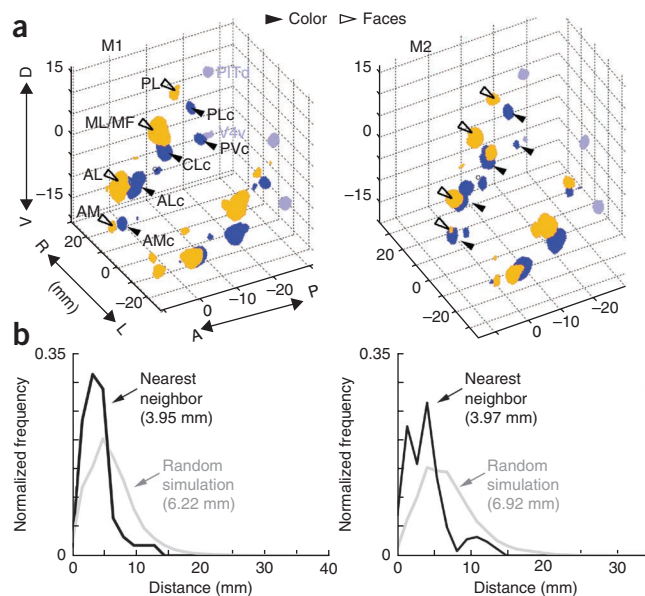 a
► Color ▷ Faces
M1
M2
D
V
15
0
−15
PL
PITd
PLc
ML/MF
V4v
PVc
CLc
AL
ALc
AM
AMc
R
(mm)
L
20
0
−20
A
P
0
−10
−20
15
0
−15
20
0
−20
0
−10
−20
b
Normalized frequency
0.35
0
Nearest
neighbor
(3.95 mm)
Random
simulation
(6.22 mm)
0 10 20 30 40
Distance (mm)
Normalized frequency
0.35
0
Nearest
neighbor
(3.97 mm)
Random
simulation
(6.92 mm)
0 10 20 30
Distance (mm)